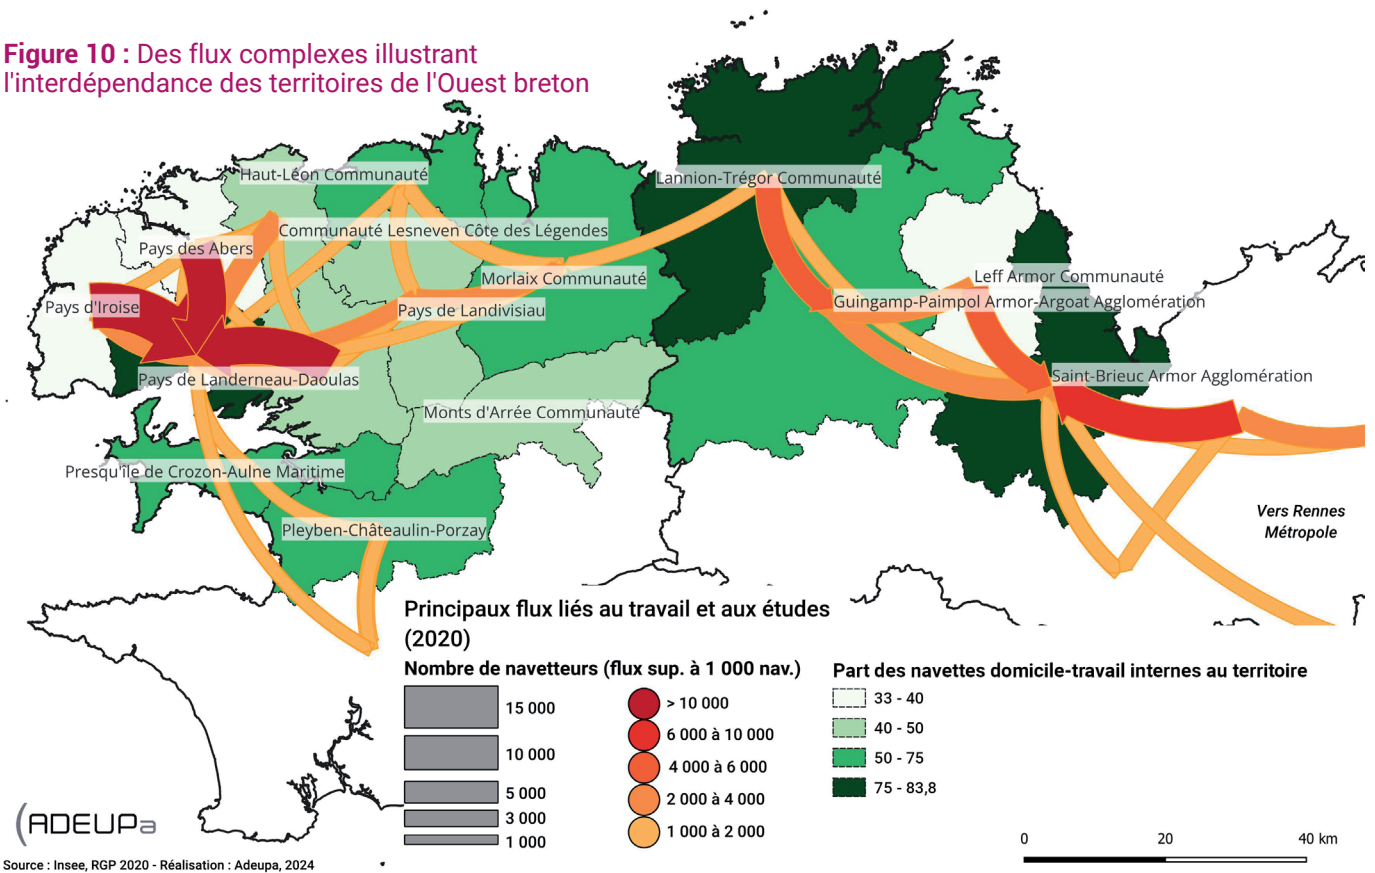 Figure 10 : Des flux complexes illustrant
l'interdépendance des territoires de l'Ouest breton
Haut-Léon Communauté
Lannion-Trégor Communauté
Communauté Lesneven Côte des Légendes
Pays des Abers
Morlaix Communauté
Leff Armor Communauté
Pays d'Iroise
Pays de Landivisiau
Guingamp-Paimpol Armor-Argoat Agglomération
Pays de Landerneau-Daoulas
Saint-Brieuc Armor Agglomération
Monts d'Arrée Communauté
Presqu'île de Crozon-Aulne Maritime
Pleyben-Châteaulin-Porzay
Vers Rennes
Métropole
Principaux flux liés au travail et aux études
(2020)
Nombre de navetteurs (flux sup. à 1 000 nav.)
15 000
10 000
5 000
3 000
1 000
> 10 000
6 000 à 10 000
4 000 à 6 000
2 000 à 4 000
1 000 à 2 000
Part des navettes domicile-travail internes au territoire
33 - 40
40 - 50
50 - 75
75 - 83,8
0 20 40 km
ADEUPa
Source : Insee, RGP 2020 - Réalisation : Adeupa, 2024